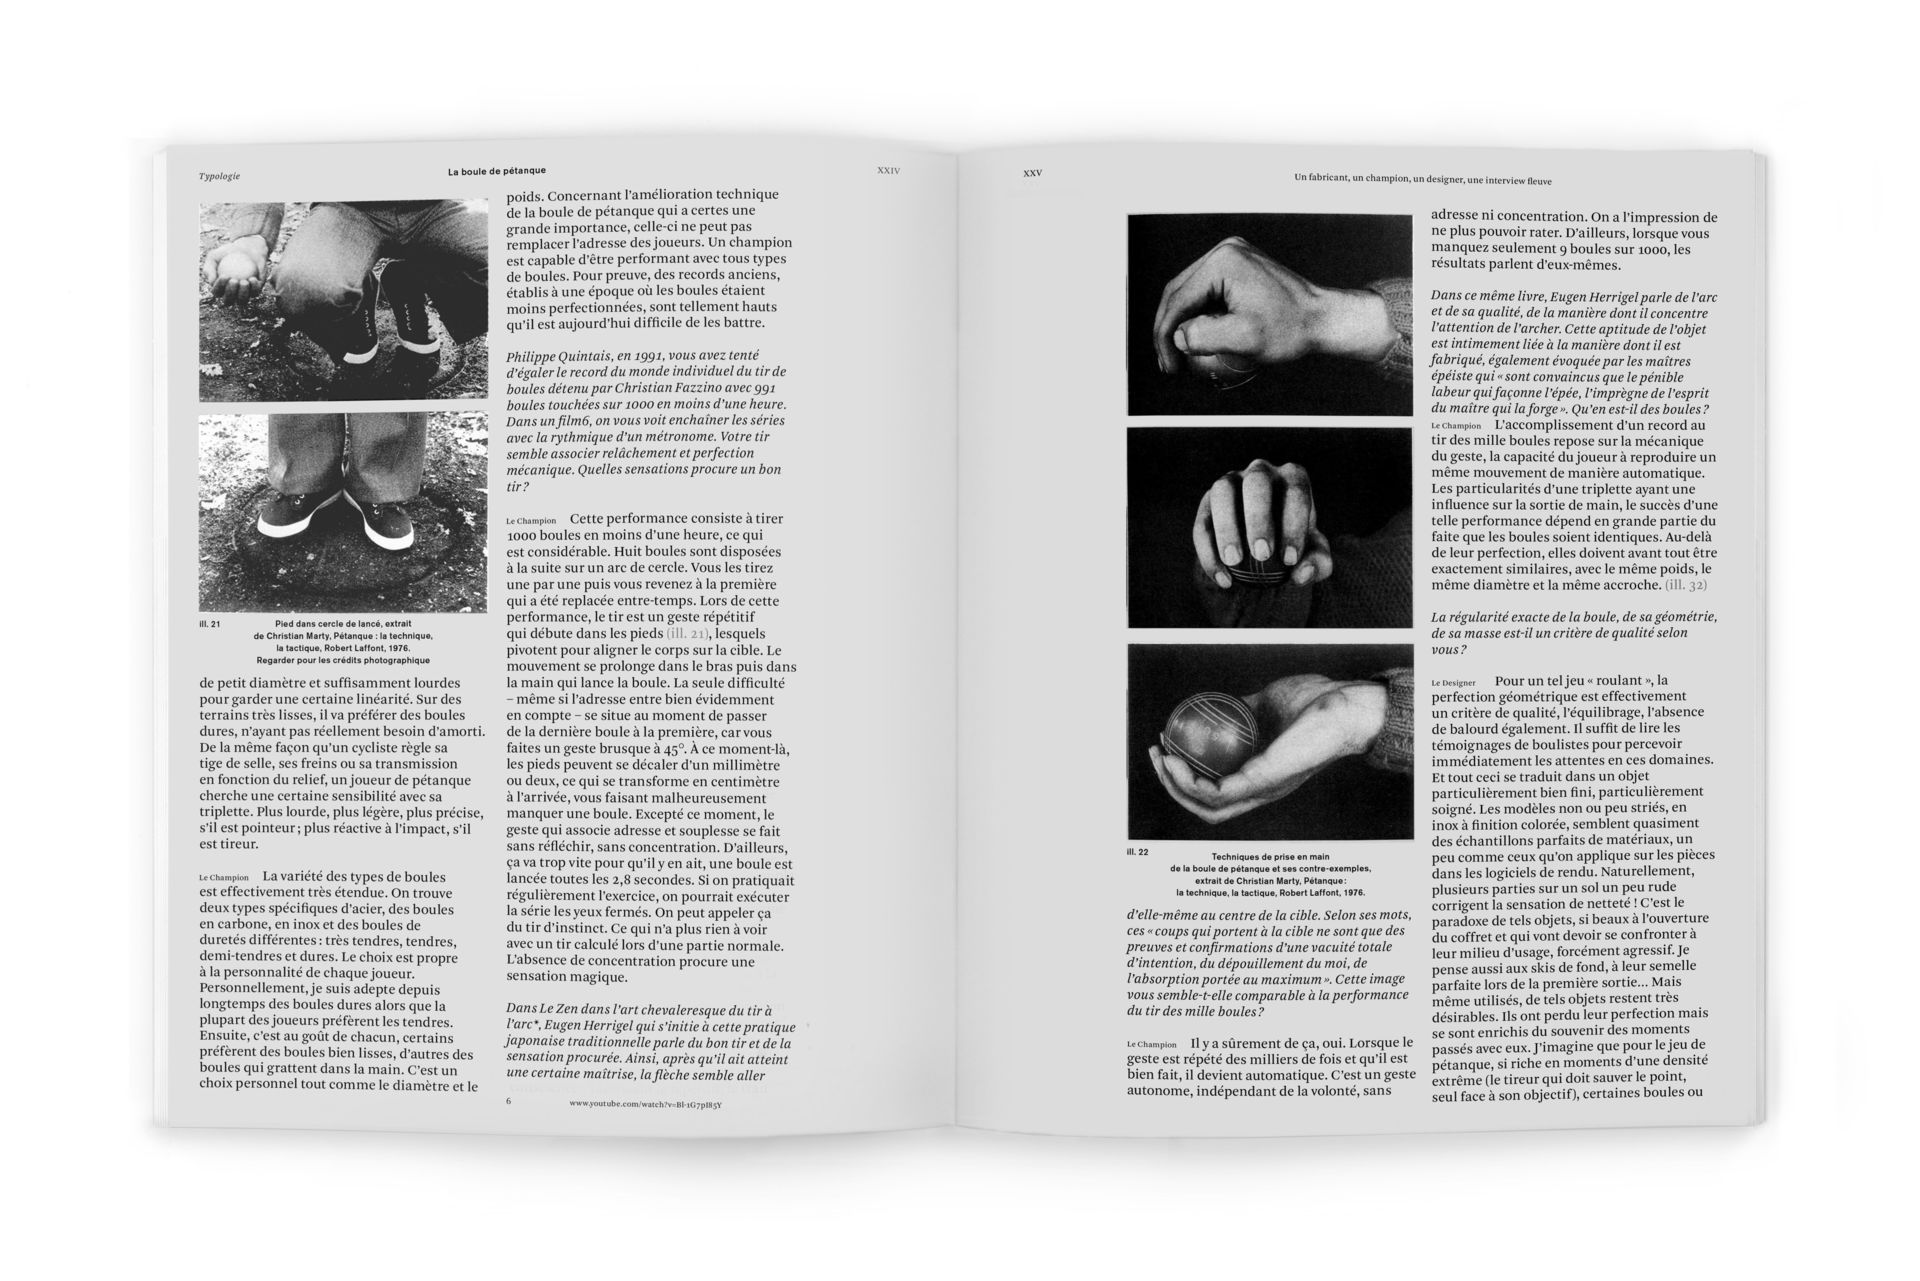 Typologie
La boule de pétanque
XXIV
ill. 21
Pied dans cercle de lancé, extrait
de Christian Marty, Pétanque : la technique,
la tactique, Robert Laffont, 1976.
Regarder pour les crédits photographique
de petit diamètre et suffisamment lourdes
pour garder une certaine linéarité. Sur des
terrains très lisses, il va préférer des boules
dures, n'ayant pas réellement besoin d'amorti.
De la même façon qu'un cycliste règle sa
tige de selle, ses freins ou sa transmission
en fonction du relief, un joueur de pétanque
cherche une certaine sensibilité avec sa
triplette. Plus lourde, plus légère, plus précise,
s'il est pointeur ; plus réactive à l'impact, s'il
est tireur.
Le Champion La variété des types de boules
est effectivement très étendue. On trouve
deux types spécifiques d'acier, des boules
en carbone, en inox et des boules de
duretés différentes : très tendres, tendres,
demi-tendres et dures. Le choix est propre
à la personnalité de chaque joueur.
Personnellement, je suis adepte depuis
longtemps des boules dures alors que la
plupart des joueurs préfèrent les tendres.
Ensuite, c'est au goût de chacun, certains
préfèrent des boules bien lisses, d'autres des
boules qui grattent dans la main. C'est un
choix personnel tout comme le diamètre et le
poids. Concernant l'amélioration technique
de la boule de pétanque qui a certes une
grande importance, celle-ci ne peut pas
remplacer l'adresse des joueurs. Un champion
est capable d'être performant avec tous types
de boules. Pour preuve, des records anciens,
établis à une époque où les boules étaient
moins perfectionnées, sont tellement hauts
qu'il est aujourd'hui difficile de les battre.
Philippe Quintais, en 1991, vous avez tenté
d'égaler le record du monde individuel du tir de
boules détenu par Christian Fazzino avec 991
boules touchées sur 1000 en moins d'une heure.
Dans un film6, on vous voit enchaîner les séries
avec la rythmique d'un métronome. Votre tir
semble associer relâchement et perfection
mécanique. Quelles sensations procure un bon
tir ?
Le Champion Cette performance consiste à tirer
1000 boules en moins d'une heure, ce qui
est considérable. Huit boules sont disposées
à la suite sur un arc de cercle. Vous les tirez
une par une puis vous revenez à la première
qui a été replacée entre-temps. Lors de cette
performance, le tir est un geste répétitif
qui débute dans les pieds (ill. 21), lesquels
pivotent pour aligner le corps sur la cible. Le
mouvement se prolonge dans le bras puis dans
la main qui lance la boule. La seule difficulté
– même si l'adresse entre bien évidemment
en compte – se situe au moment de passer
de la dernière boule à la première, car vous
faites un geste brusque à 45°. À ce moment-là,
les pieds peuvent se décaler d'un millimètre
ou deux, ce qui se transforme en centimètre
à l'arrivée, vous faisant malheureusement
manquer une boule. Excepté ce moment, le
geste qui associe adresse et souplesse se fait
sans réfléchir, sans concentration. D'ailleurs,
ça va trop vite pour qu'il y en ait, une boule est
lancée toutes les 2,8 secondes. Si on pratiquait
régulièrement l'exercice, on pourrait exécuter
la série les yeux fermés. On peut appeler ça
du tir d'instinct. Ce qui n'a plus rien à voir
avec un tir calculé lors d'une partie normale.
L'absence de concentration procure une
sensation magique.
Dans Le Zen dans l'art chevaleresque du tir à
l'arc*, Eugen Herrigel qui s'initie à cette pratique
japonaise traditionnelle parle du bon tir et de la
sensation procurée. Ainsi, après qu'il ait atteint
une certaine maîtrise, la flèche semble aller
6 www.youtube.com/watch?v=Bl-1G7pI85Y
XXV
Un fabricant, un champion, un designer, une interview fleuve
ill. 22
Techniques de prise en main
de la boule de pétanque et ses contre-exemples,
extrait de Christian Marty, Pétanque :
la technique, la tactique, Robert Laffont, 1976.
d'elle-même au centre de la cible. Selon ses mots,
ces « coups qui portent à la cible ne sont que des
preuves et confirmations d'une vacuité totale
d'intention, du dépouillement du moi, de
l'absorption portée au maximum ». Cette image
vous semble-t-elle comparable à la performance
du tir des mille boules ?
Le Champion Il y a sûrement de ça, oui. Lorsque le
geste est répété des milliers de fois et qu'il est
bien fait, il devient automatique. C'est un geste
autonome, indépendant de la volonté, sans
adresse ni concentration. On a l'impression de
ne plus pouvoir rater. D'ailleurs, lorsque vous
manquez seulement 9 boules sur 1000, les
résultats parlent d'eux-mêmes.
Dans ce même livre, Eugen Herrigel parle de l'arc
et de sa qualité, de la manière dont il concentre
l'attention de l'archer. Cette aptitude de l'objet
est intimement liée à la manière dont il est
fabriqué, également évoquée par les maîtres
épéiste qui « sont convaincus que le pénible
labeur qui façonne l'épée, l'imprègne de l'esprit
du maître qui la forge ». Qu'en est-il des boules ?
Le Champion L'accomplissement d'un record au
tir des mille boules repose sur la mécanique
du geste, la capacité du joueur à reproduire un
même mouvement de manière automatique.
Les particularités d'une triplette ayant une
influence sur la sortie de main, le succès d'une
telle performance dépend en grande partie du
faite que les boules soient identiques. Au-delà
de leur perfection, elles doivent avant tout être
exactement similaires, avec le même poids, le
même diamètre et la même accroche. (ill. 32)
La régularité exacte de la boule, de sa géométrie,
de sa masse est-il un critère de qualité selon
vous ?
Le Designer Pour un tel jeu « roulant », la
perfection géométrique est effectivement
un critère de qualité, l'équilibrage, l'absence
de balourd également. Il suffit de lire les
témoignages de boulistes pour percevoir
immédiatement les attentes en ces domaines.
Et tout ceci se traduit dans un objet
particulièrement bien fini, particulièrement
soigné. Les modèles non ou peu striés, en
inox à finition colorée, semblent quasiment
des échantillons parfaits de matériaux, un
peu comme ceux qu'on applique sur les pièces
dans les logiciels de rendu. Naturellement,
plusieurs parties sur un sol un peu rude
corrigent la sensation de netteté ! C'est le
paradoxe de tels objets, si beaux à l'ouverture
du coffret et qui vont devoir se confronter à
leur milieu d'usage, forcément agressif. Je
pense aussi aux skis de fond, à leur semelle
parfaite lors de la première sortie... Mais
même utilisés, de tels objets restent très
désirables. Ils ont perdu leur perfection mais
se sont enrichis du souvenir des moments
passés avec eux. J'imagine que pour le jeu de
pétanque, si riche en moments d'une densité
extrême (le tireur qui doit sauver le point,
seul face à son objectif), certaines boules ou